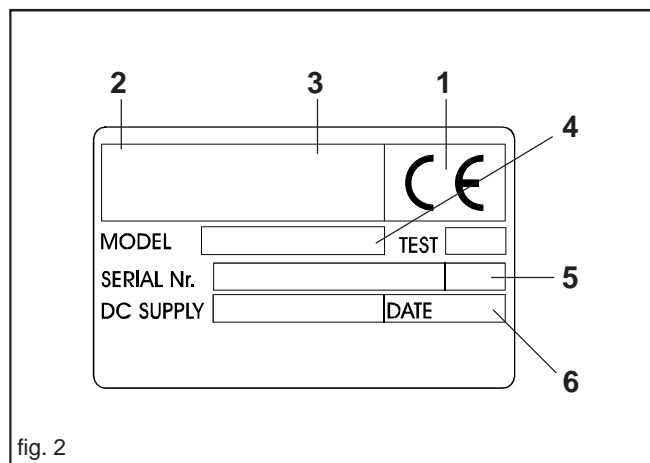 2 3 1
4
CE
MODEL TEST
SERIAL Nr. 5
DC SUPPLY DATE
6
fig. 2